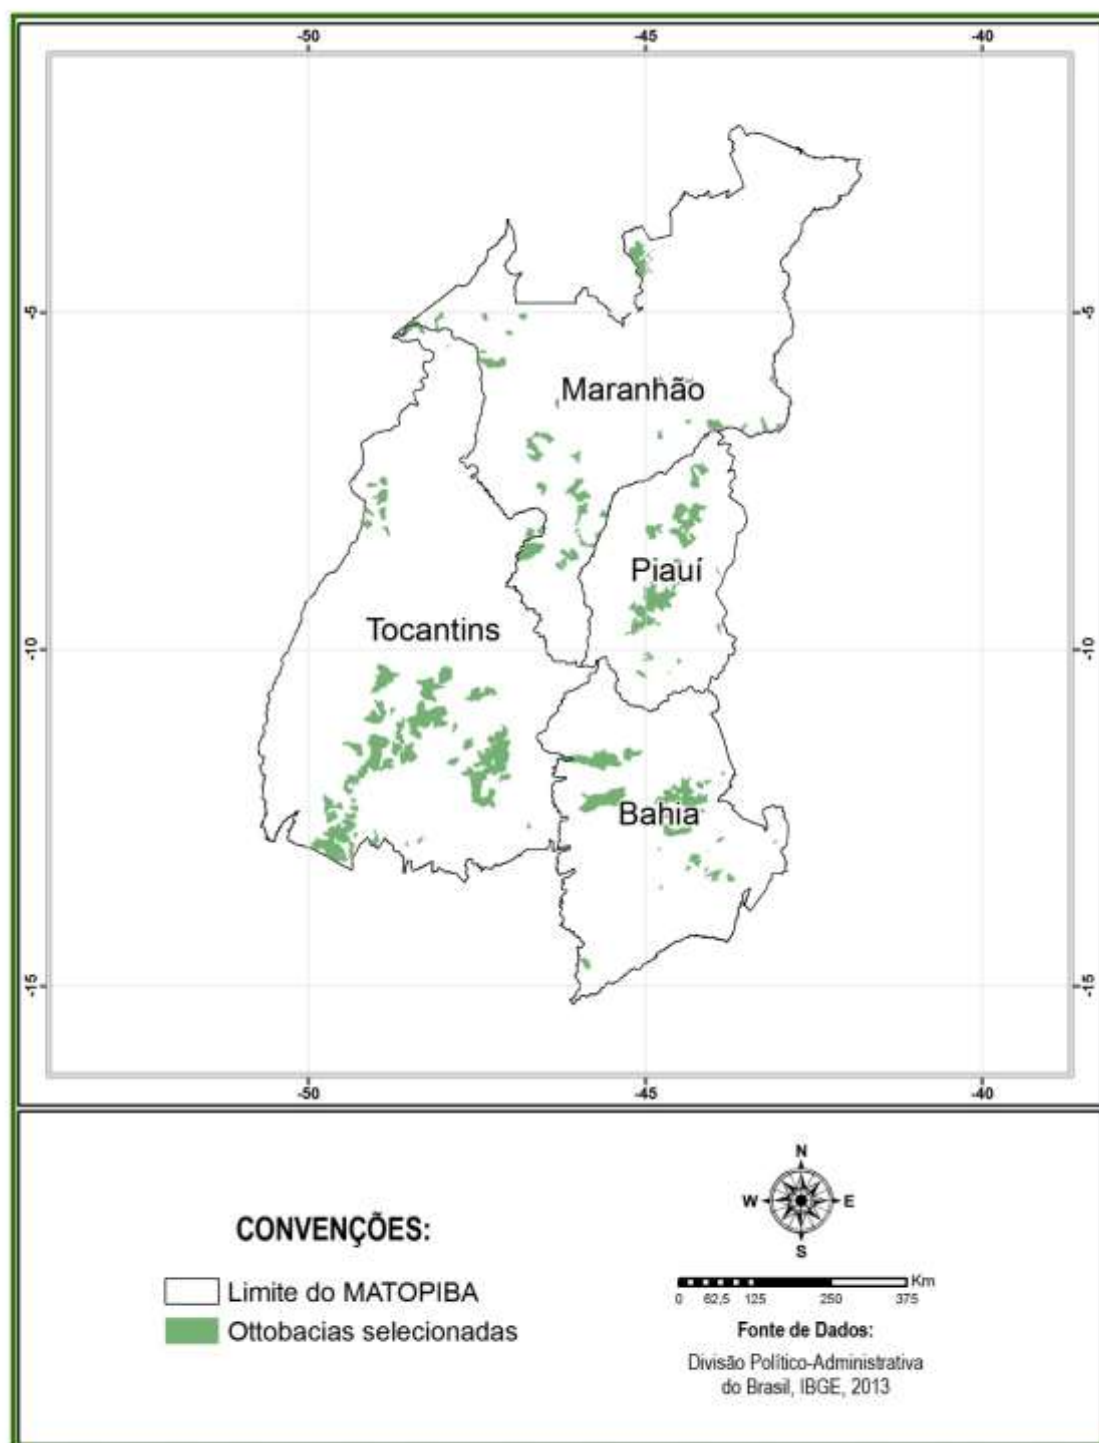 -50 -45 -40
-5 -5
Maranhão
Piauí
Tocantins
-10 -10
Bahia
-15 -15
-50 -45 -40
CONVENÇÕES:
Limite do MATOPIBA
Ottobacias selecionadas
N
W E
S
Km
0 62,5 125 250 375
Fonte de Dados:
Divisão Político-Administrativa
do Brasil, IBGE, 2013